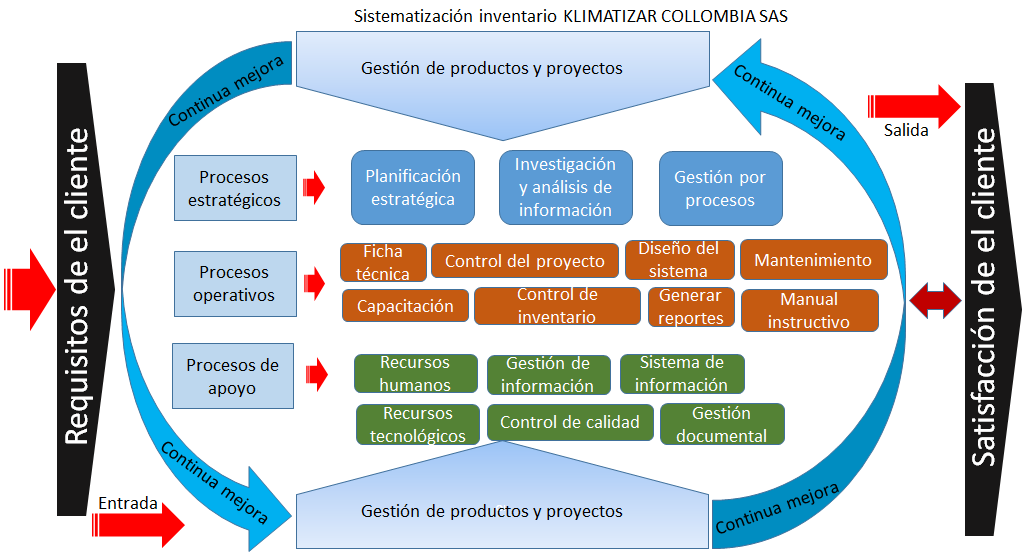 Sistematización inventario KLIMATIZAR COLLOMBIA SAS
Gestión de productos y proyectos
Continua mejora
Continua mejora
Salida
Requisitos de el cliente
Satisfacción de el cliente
Procesos
estratégicos
Planificación
estratégica
Investigación
y análisis de
información
Gestión por
procesos
Procesos
operativos
Ficha
técnica
Control del proyecto
Diseño del
sistema
Mantenimiento
Capacitación
Control de
inventario
Generar
reportes
Manual
instructivo
Procesos de
apoyo
Recursos
humanos
Gestión de
información
Sistema de
información
Recursos
tecnológicos
Control de calidad
Gestión
documental
Continua mejora
Entrada
Gestión de productos y proyectos
Continua mejora